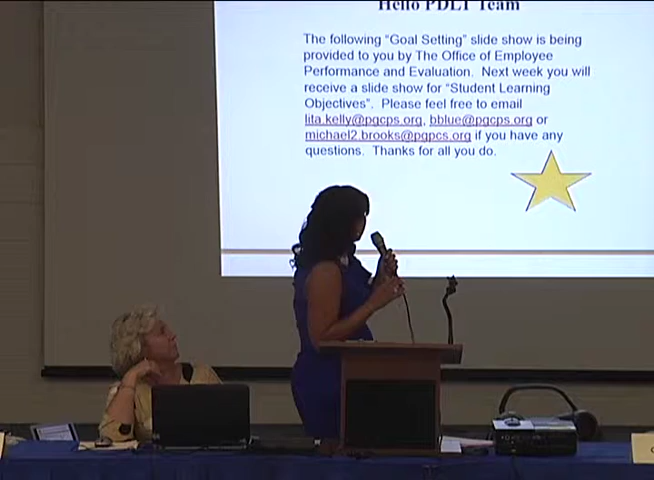 Hello PDLT Team
The following "Goal Setting" slide show is being
provided to you by The Office of Employee
Performance and Evaluation.  Next week you will
receive a slide show for "Student Learning
Objectives".  Please feel free to email
lita.kelly@pgcps.org, bblue@pgcps.org or
michael2.brooks@pgpcs.org if you have any
questions.  Thanks for all you do.